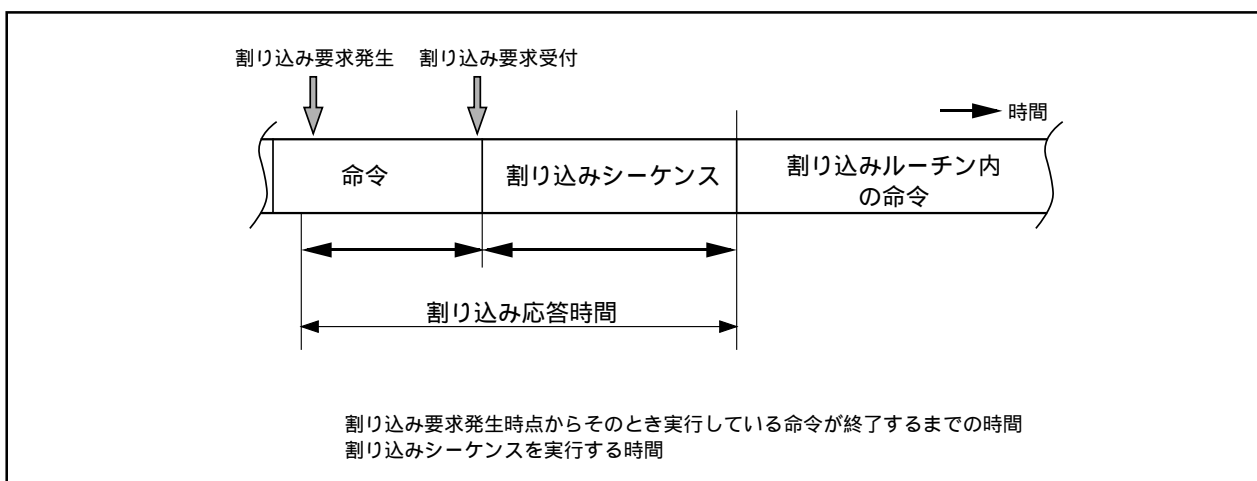 割り込み要求発生
割り込み要求受付
時間
命令
割り込みシーケンス
割り込みルーチン内
の命令
割り込み応答時間
割り込み要求発生時点からそのとき実行している命令が終了するまでの時間
割り込みシーケンスを実行する時間